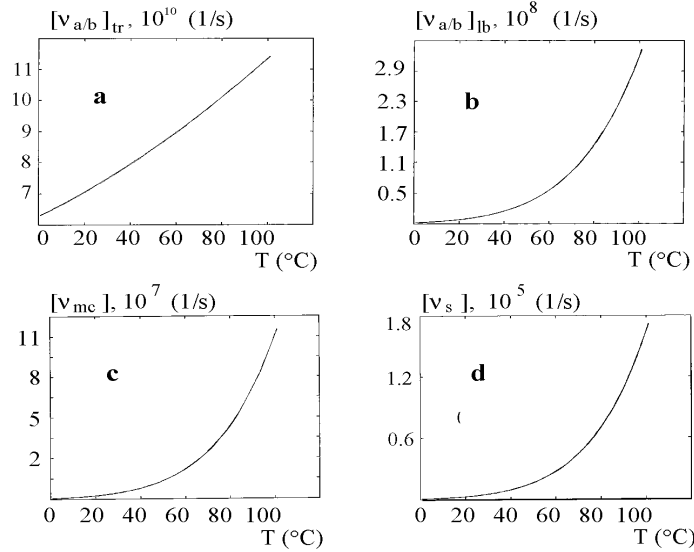 [ν a/b ] tr , 10 10 (1/s)
11
10
9
8
7
a
0 20 40 60 80 100
T (°C)
[ν a/b ] lb , 10 8 (1/s)
2.9
2.3
1.7
1.1
0.5
b
0 20 40 60 80 100
T (°C)
[ν mc ], 10 7 (1/s)
11
8
5
2
c
0 20 40 60 80 100
T (°C)
[ν s ], 10 5 (1/s)
1.8
1.2
0.6
d
(
0 20 40 60 80 100
T (°C)